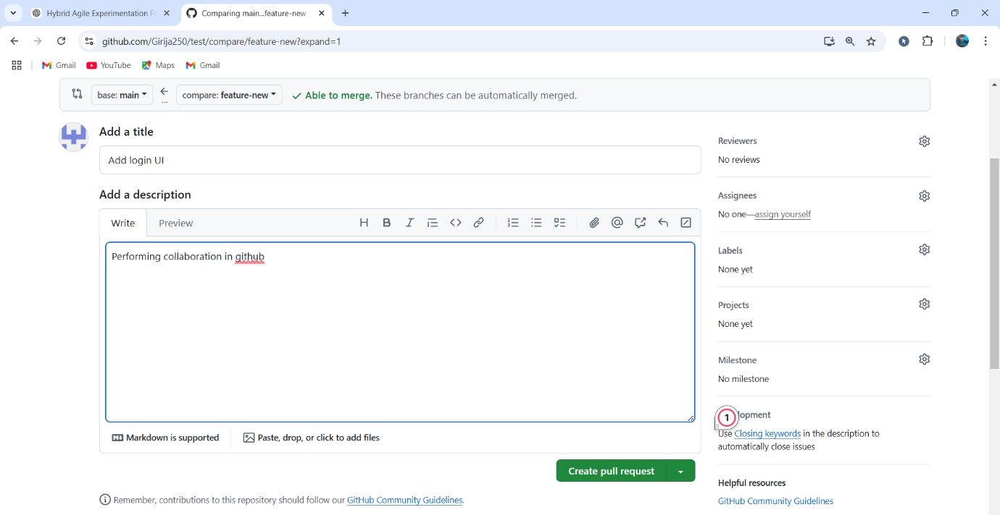 Hybrid Agile Experimentation F
Comparing main...feature-new
github.com/Girija250/test/compare/feature-new?expand=1
Gmail
YouTube
Maps
Gmail
base: main
...
compare: feature-new
Able to merge. These branches can be automatically merged.
Add a title
Add login UI
Add a description
Write
Preview
Performing collaboration in github
Markdown is supported
Paste, drop, or click to add files
Create pull request
Remember, contributions to this repository should follow our GitHub Community Guidelines.
Reviewers
No reviews
Assignees
No one—assign yourself
Labels
None yet
Projects
None yet
Milestone
No milestone
1
lopment
Use Closing keywords in the description to
automatically close issues
Helpful resources
GitHub Community Guidelines